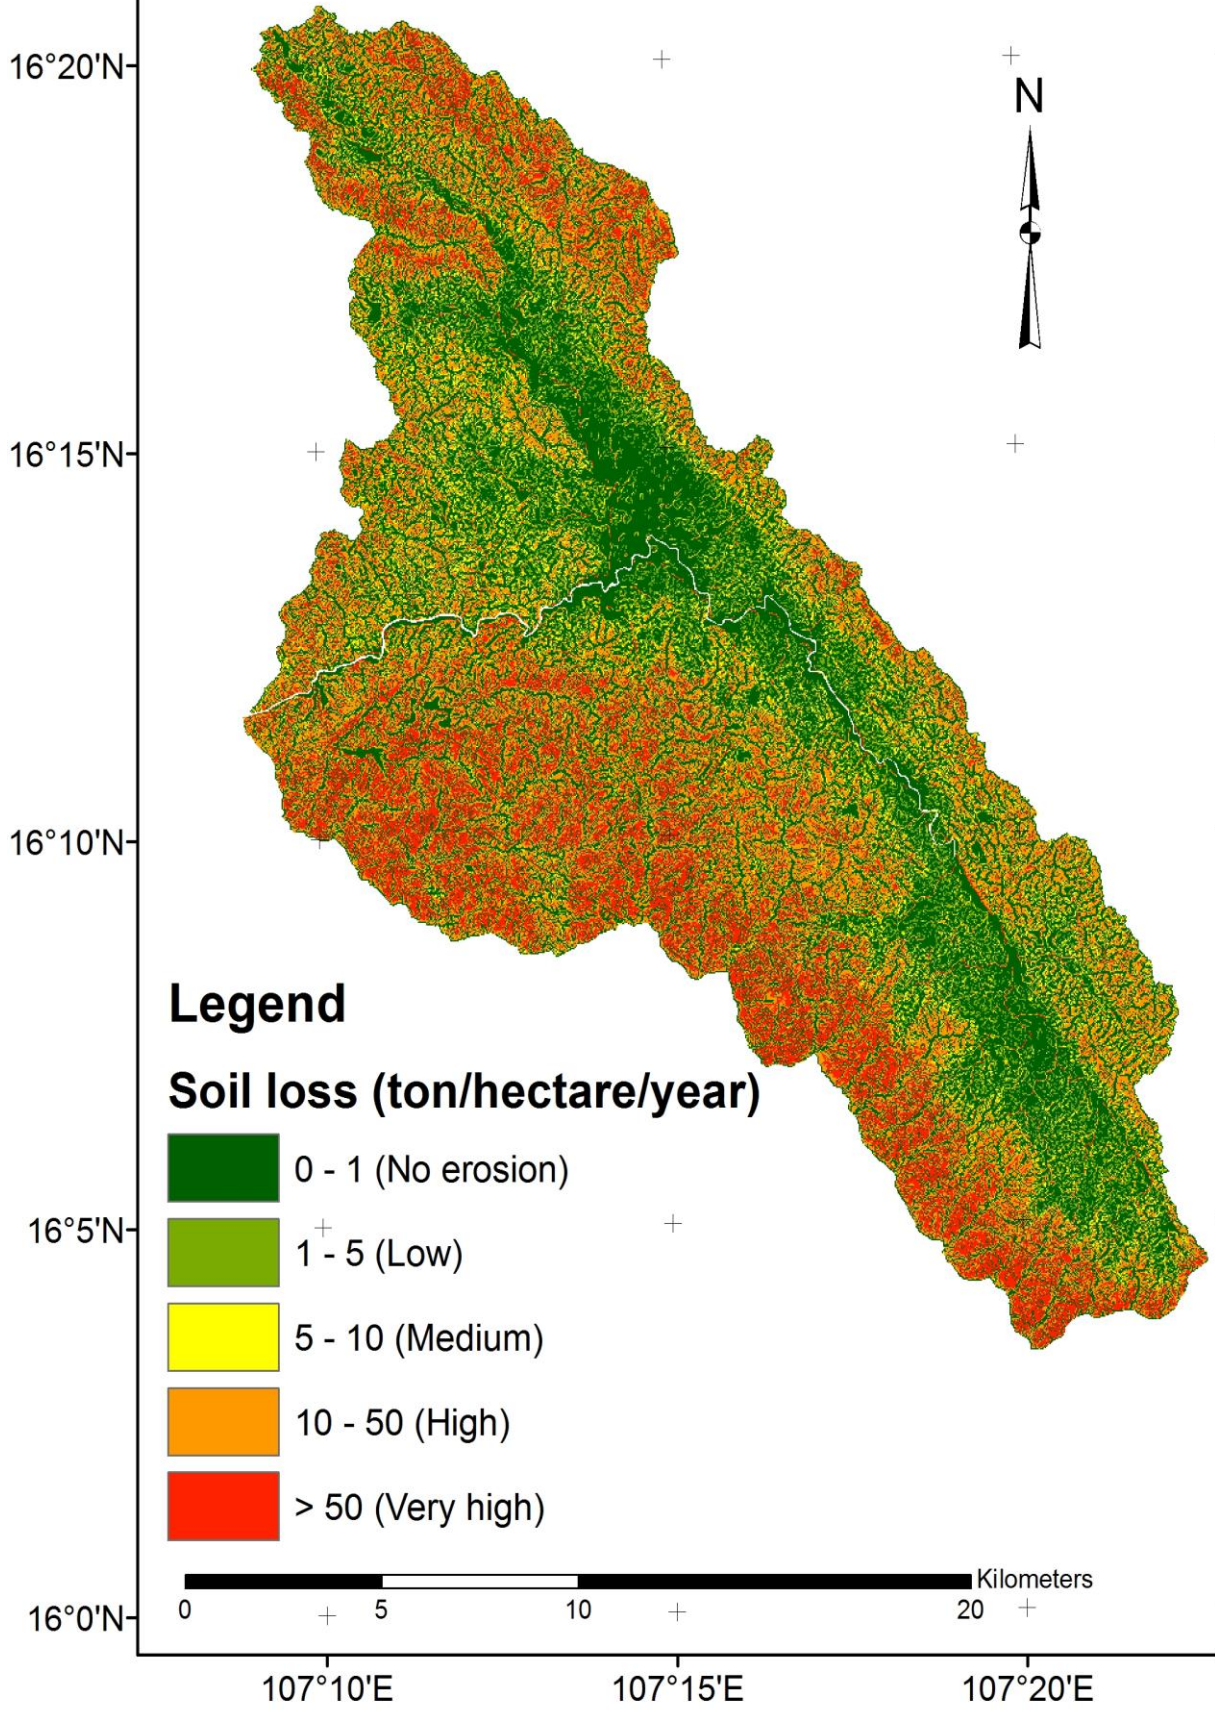 16°20'N
N
16°15'N
16°10'N
Legend
Soil loss (ton/hectare/year)
0 - 1 (No erosion)
16°5'N
1 - 5 (Low)
5 - 10 (Medium)
10 - 50 (High)
> 50 (Very high)
Kilometers
0 5 10 20
16°0'N
107°10'E 107°15'E 107°20'E